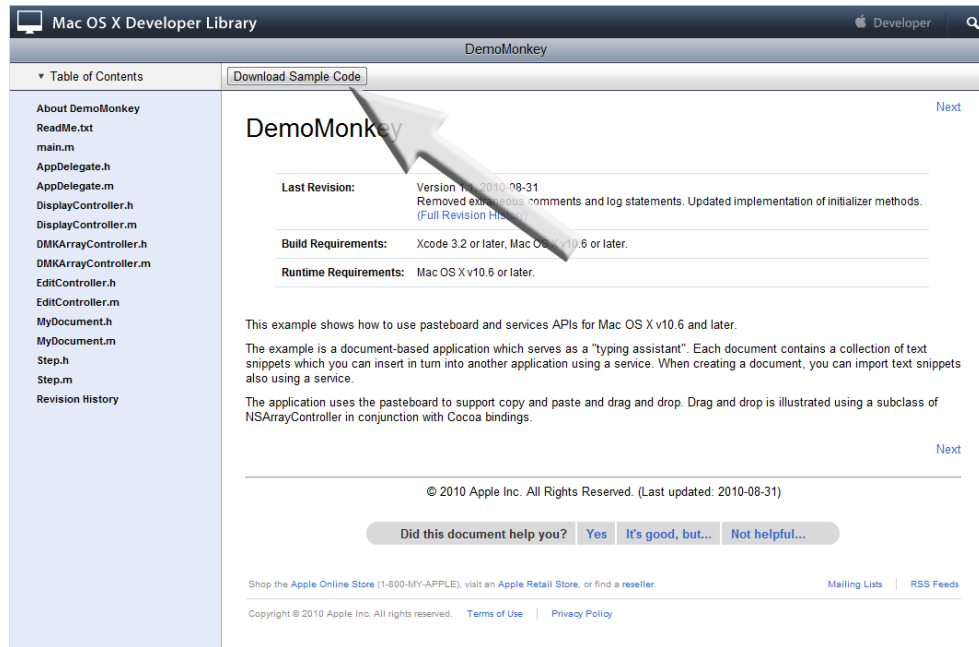 Mac OS X Developer Library
Developer
DemoMonkey
▼ Table of Contents
Download Sample Code
About DemoMonkey
ReadMe.txt
main.m
AppDelegate.h
AppDelegate.m
DisplayController.h
DisplayController.m
DMKArrayController.h
DMKArrayController.m
EditController.h
EditController.m
MyDocument.h
MyDocument.m
Step.h
Step.m
Revision History
Next
DemoMonkey
Last Revision: Version 1.1, 2010-08-31
Removed extraneous comments and log statements. Updated implementation of initializer methods.
(Full Revision History)
Build Requirements: Xcode 3.2 or later, Mac OS X v10.6 or later.
Runtime Requirements: Mac OS X v10.6 or later.
This example shows how to use pasteboard and services APIs for Mac OS X v10.6 and later.
The example is a document-based application which serves as a "typing assistant". Each document contains a collection of text
snippets which you can insert in turn into another application using a service. When creating a document, you can import text snippets
also using a service.
The application uses the pasteboard to support copy and paste and drag and drop. Drag and drop is illustrated using a subclass of
NSArrayController in conjunction with Cocoa bindings.
Next
© 2010 Apple Inc. All Rights Reserved. (Last updated: 2010-08-31)
Did this document help you? Yes It's good, but... Not helpful...
Shop the Apple Online Store (1-800-MY-APPLE), visit an Apple Retail Store, or find a reseller. Mailing Lists RSS Feeds
Copyright © 2010 Apple Inc. All rights reserved. Terms of Use Privacy Policy